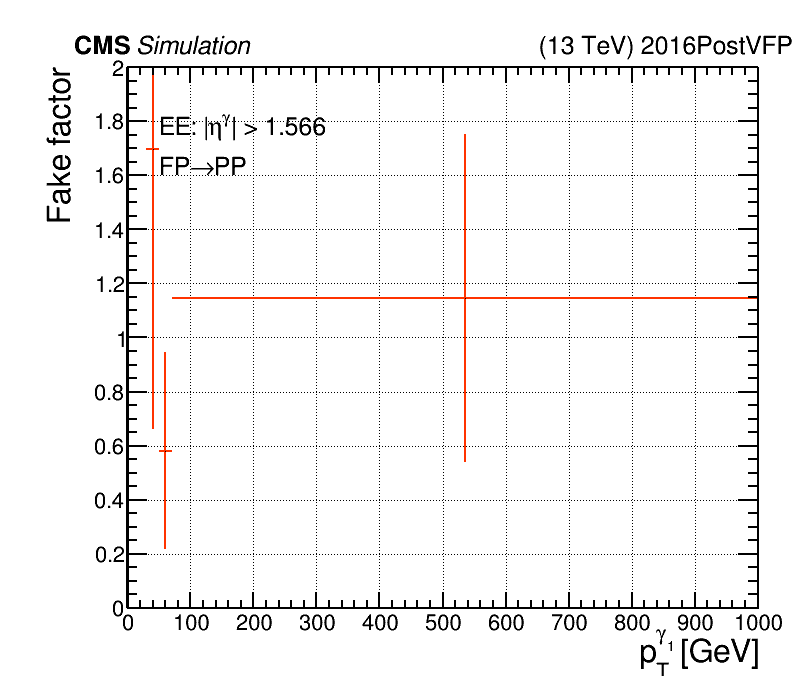 CMS Simulation (13 TeV) 2016PostVFP
Fake factor
2
1.8
1.6
1.4
1.2
1
0.8
0.6
0.4
0.2
0
EE: |η^γ| > 1.566
FP→PP
0 100 200 300 400 500 600 700 800 900 1000
p_T^γ_1 [GeV]